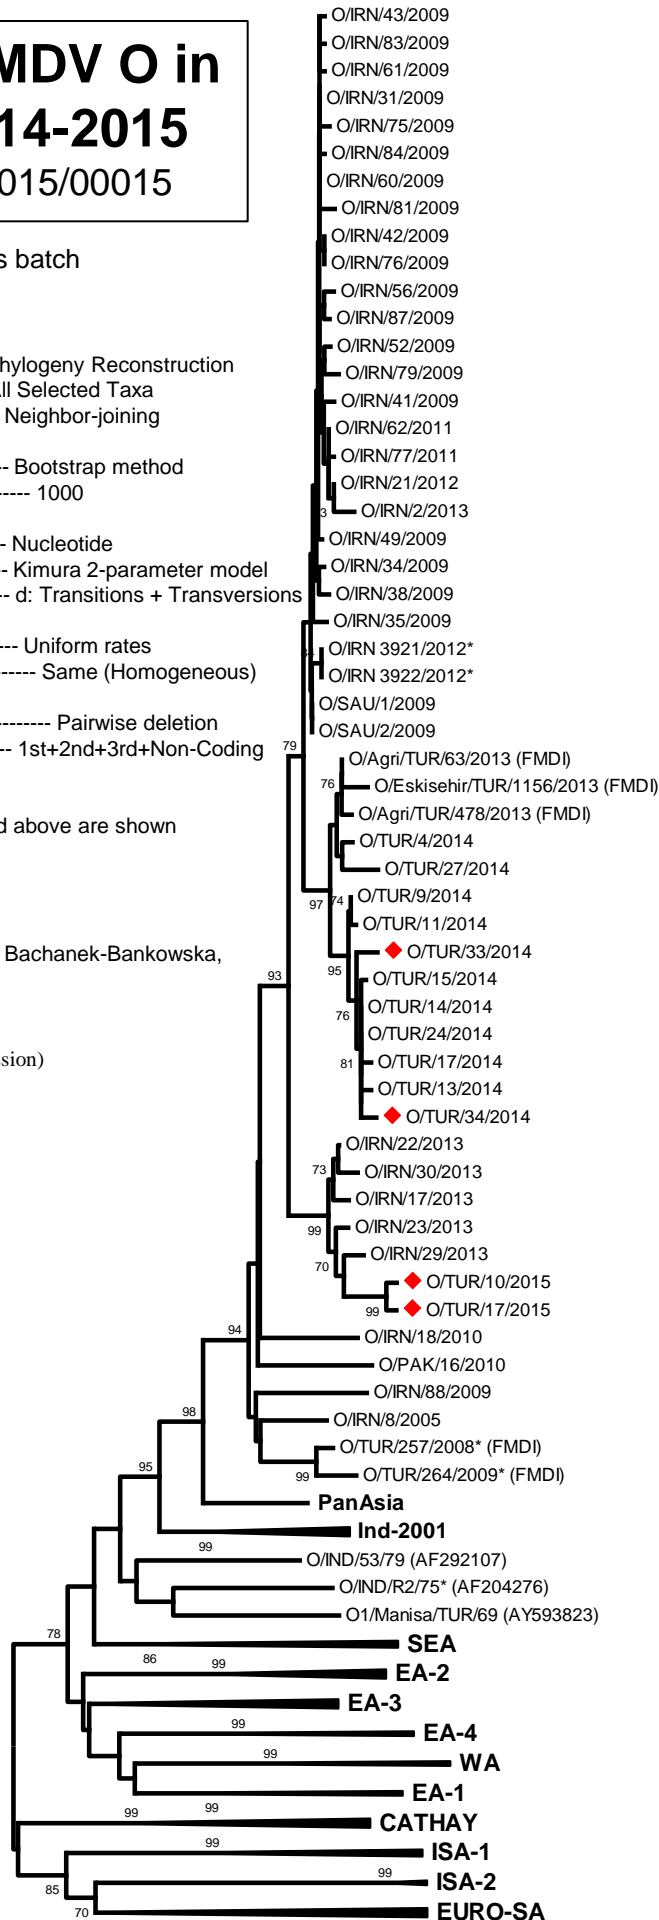 MDV O in
14-2015
015/00015
s batch
hylogeny Reconstruction
All Selected Taxa
Neighbor-joining
-- Bootstrap method
----- 1000
- Nucleotide
-- Kimura 2-parameter model
-- d: Transitions + Transversions
--- Uniform rates
------ Same (Homogeneous)
-------- Pairwise deletion
-- 1st+2nd+3rd+Non-Coding
d above are shown
Bachanek-Bankowska,
sion)
O/IRN/43/2009
O/IRN/83/2009
O/IRN/61/2009
O/IRN/31/2009
O/IRN/75/2009
O/IRN/84/2009
O/IRN/60/2009
O/IRN/81/2009
O/IRN/42/2009
O/IRN/76/2009
O/IRN/56/2009
O/IRN/87/2009
O/IRN/52/2009
O/IRN/79/2009
O/IRN/41/2009
O/IRN/62/2011
O/IRN/77/2011
O/IRN/21/2012
O/IRN/2/2013
O/IRN/49/2009
O/IRN/34/2009
O/IRN/38/2009
O/IRN/35/2009
O/IRN 3921/2012*
O/IRN 3922/2012*
O/SAU/1/2009
O/SAU/2/2009
79
O/Agri/TUR/63/2013 (FMDI)
76
O/Eskisehir/TUR/1156/2013 (FMDI)
O/Agri/TUR/478/2013 (FMDI)
O/TUR/4/2014
O/TUR/27/2014
97
74
O/TUR/9/2014
O/TUR/11/2014
O/TUR/33/2014
95
93
O/TUR/15/2014
O/TUR/14/2014
76
O/TUR/24/2014
O/TUR/17/2014
81
O/TUR/13/2014
O/TUR/34/2014
O/IRN/22/2013
73
O/IRN/30/2013
O/IRN/17/2013
99
O/IRN/23/2013
O/IRN/29/2013
70
O/TUR/10/2015
99
O/TUR/17/2015
94
O/IRN/18/2010
O/PAK/16/2010
O/IRN/88/2009
98
O/IRN/8/2005
O/TUR/257/2008* (FMDI)
95
99
O/TUR/264/2009* (FMDI)
PanAsia
Ind-2001
99
O/IND/53/79 (AF292107)
O/IND/R2/75* (AF204276)
O1/Manisa/TUR/69 (AY593823)
78
SEA
86
99
EA-2
EA-3
99
EA-4
99
WA
EA-1
99
99
CATHAY
99
ISA-1
99
ISA-2
85
70
EURO-SA